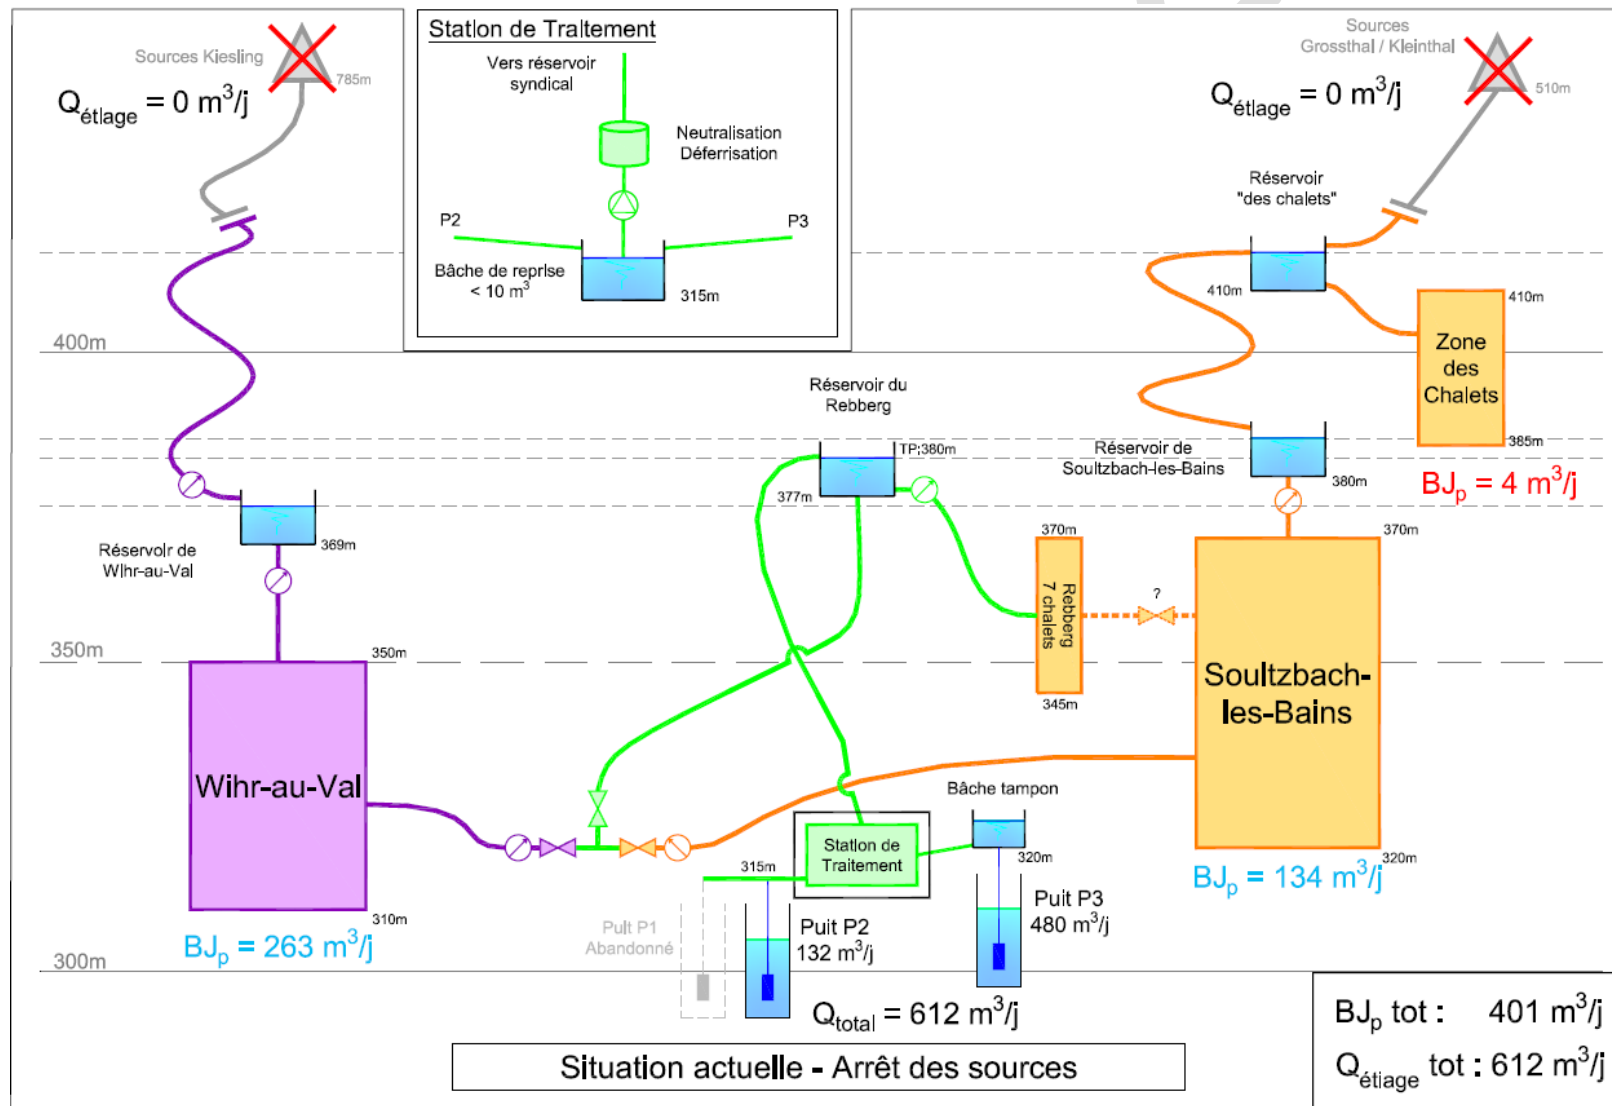 Station de Traitement
Vers réservoir
syndical
Neutralisation
Déferrisation
P2
P3
Bâche de reprise
< 10 m³
315m
Sources Kiesling
785m
Qétiage = 0 m³/j
Sources
Grossthal / Kleinthal
510m
Qétiage = 0 m³/j
Réservoir
"des chalets"
410m
410m
Zone
des
Chalets
385m
BJp = 4 m³/j
400m
Réservoir du
Rebberg
TP:380m
377m
Réservoir de
Soultzbach-les-Bains
380m
Réservoir de
Wihr-au-Val
369m
370m
Rebberg
7 chalets
345m
?
370m
Soultzbach-
les-Bains
320m
BJp = 134 m³/j
350m
350m
Wihr-au-Val
310m
BJp = 263 m³/j
Bâche tampon
320m
Station de
Traitement
315m
Puit P1
Abandonné
Puit P2
132 m³/j
Puit P3
480 m³/j
300m
Qtotal = 612 m³/j
Situation actuelle - Arrêt des sources
BJp tot : 401 m³/j
Qétiage tot : 612 m³/j